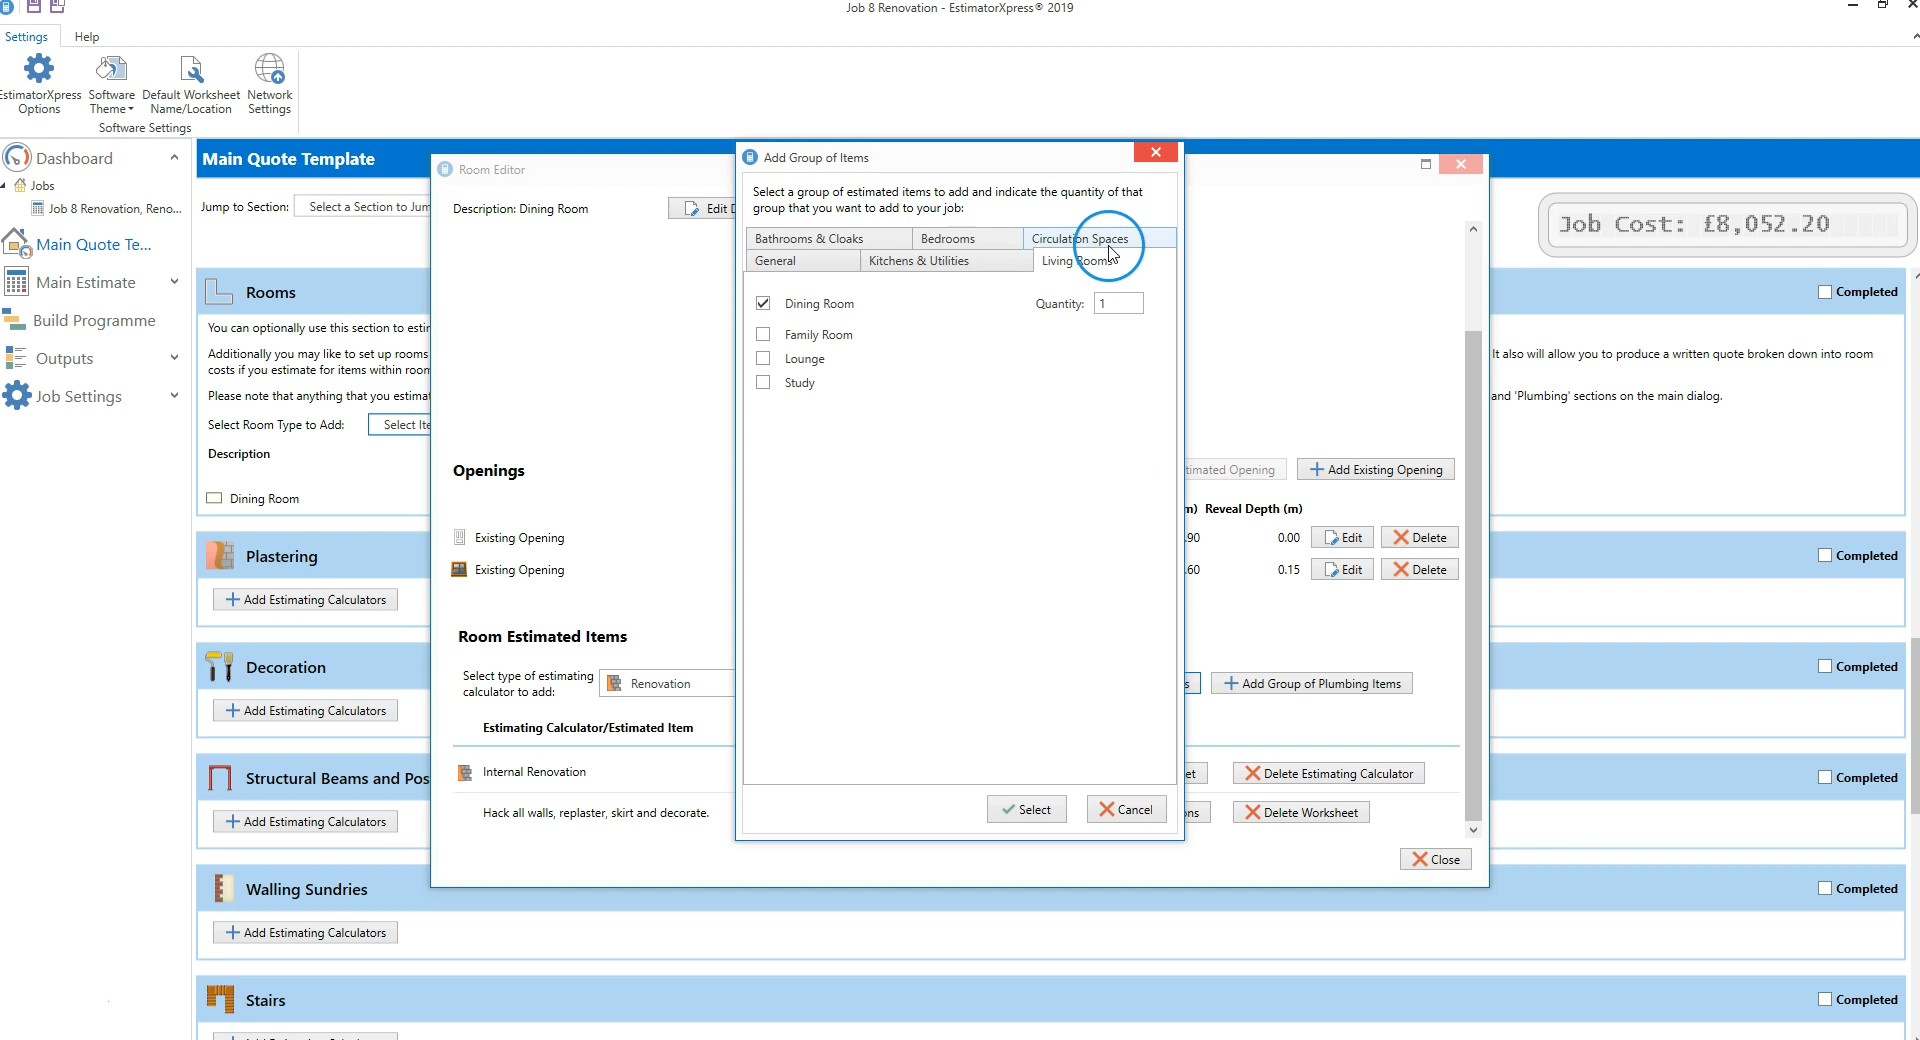 Job 8 Renovation - EstimatorXpress® 2019
Settings
Help
EstimatorXpress
Options
Software
Theme
Default Worksheet
Name/Location
Network
Settings
Software Settings
Dashboard
Jobs
Job 8 Renovation, Reno...
Main Quote Te...
Main Estimate
Build Programme
Outputs
Job Settings
Main Quote Template
Jump to Section:
Select a Section to Jum
Job Cost: £8,052.20
Rooms
Completed
You can optionally use this section to
Additionally you may like to set up rooms
costs if you estimate for items within
It also will allow you to produce a written quote broken down into room
Please note that anything that you
and 'Plumbing' sections on the main dialog.
Select Room Type to Add:
Select Ite
Description
Dining Room
Plastering
Completed
Add Estimating Calculators
Decoration
Completed
Add Estimating Calculators
Structural Beams and Pos
Completed
Add Estimating Calculators
Walling Sundries
Completed
Add Estimating Calculators
Stairs
Completed
Room Editor
Description: Dining Room
Edit D
Openings
timated Opening
Add Existing Opening
m) Reveal Depth (m)
Existing Opening
.90 0.00 Edit Delete
Existing Opening
.60 0.15 Edit Delete
Room Estimated Items
Select type of estimating
calculator to add:
Renovation
s
Add Group of Plumbing Items
Estimating Calculator/Estimated Item
Internal Renovation
et
Delete Estimating Calculator
Hack all walls, replaster, skirt and decorate.
ons
Delete Worksheet
Close
Add Group of Items
Select a group of estimated items to add and indicate the quantity of that
group that you want to add to your job:
Bathrooms & Cloaks Bedrooms Circulation Spaces
General Kitchens & Utilities Living Rooms
Dining Room Quantity: 1
Family Room
Lounge
Study
Select Cancel